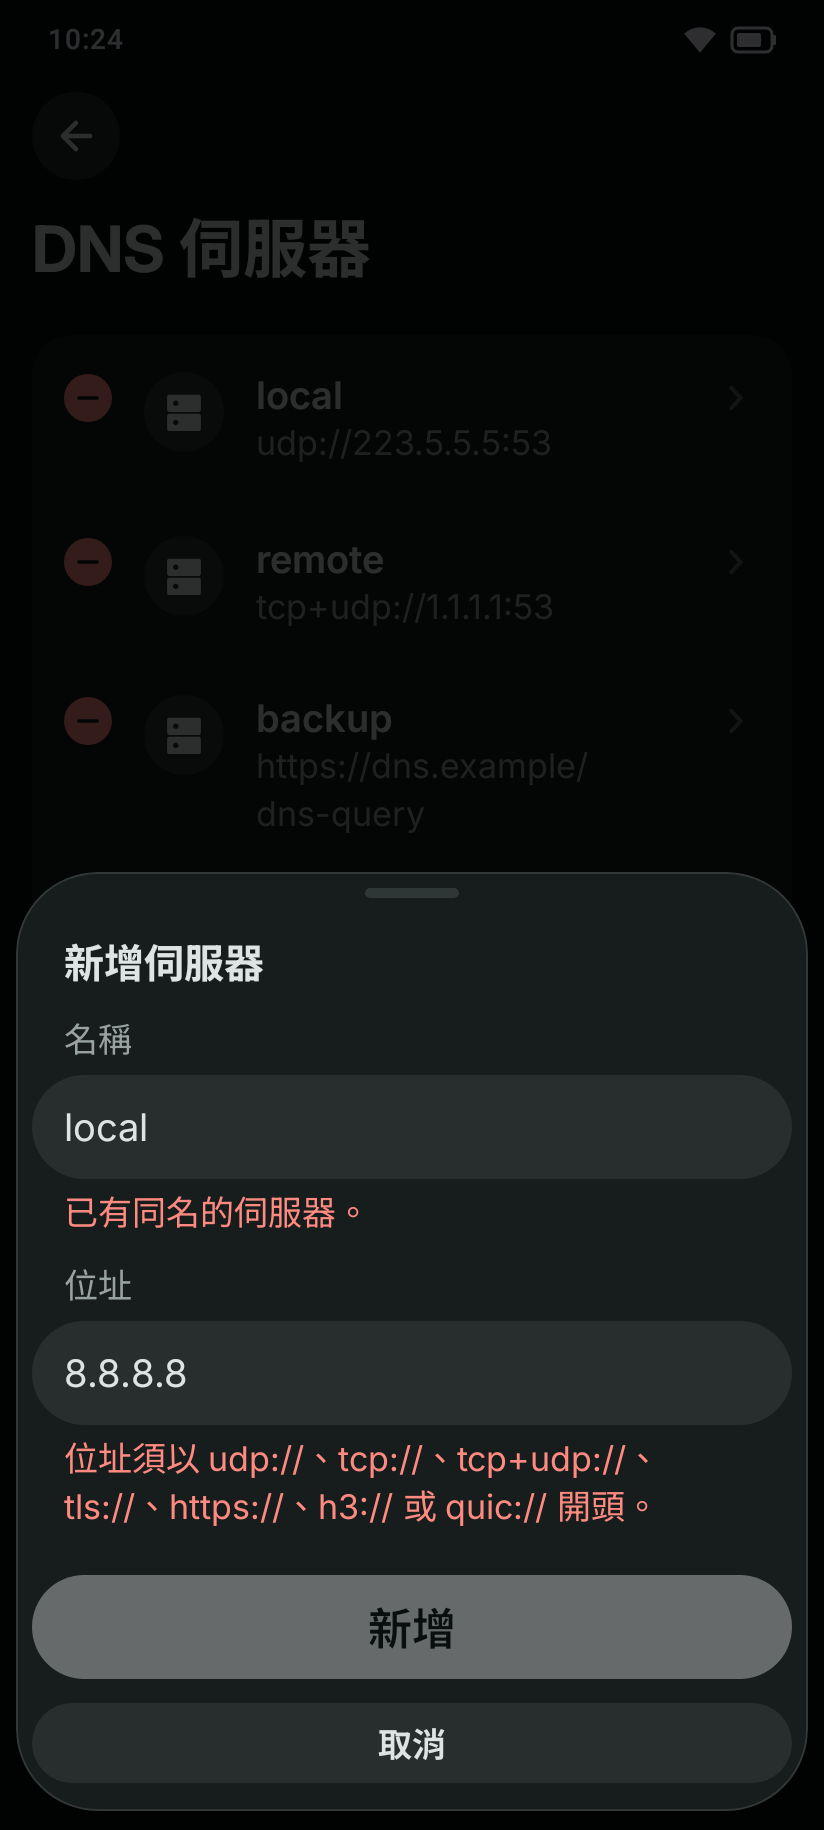 10:24
DNS 伺服器
local
udp://223.5.5.5:53
remote
tcp+udp://1.1.1.1:53
backup
https://dns.example/
dns-query
新增伺服器
名稱
local
已有同名的伺服器。
位址
8.8.8.8
位址須以 udp://、tcp://、tcp+udp://、
tls://、https://、h3:// 或 quic:// 開頭。
新增
取消